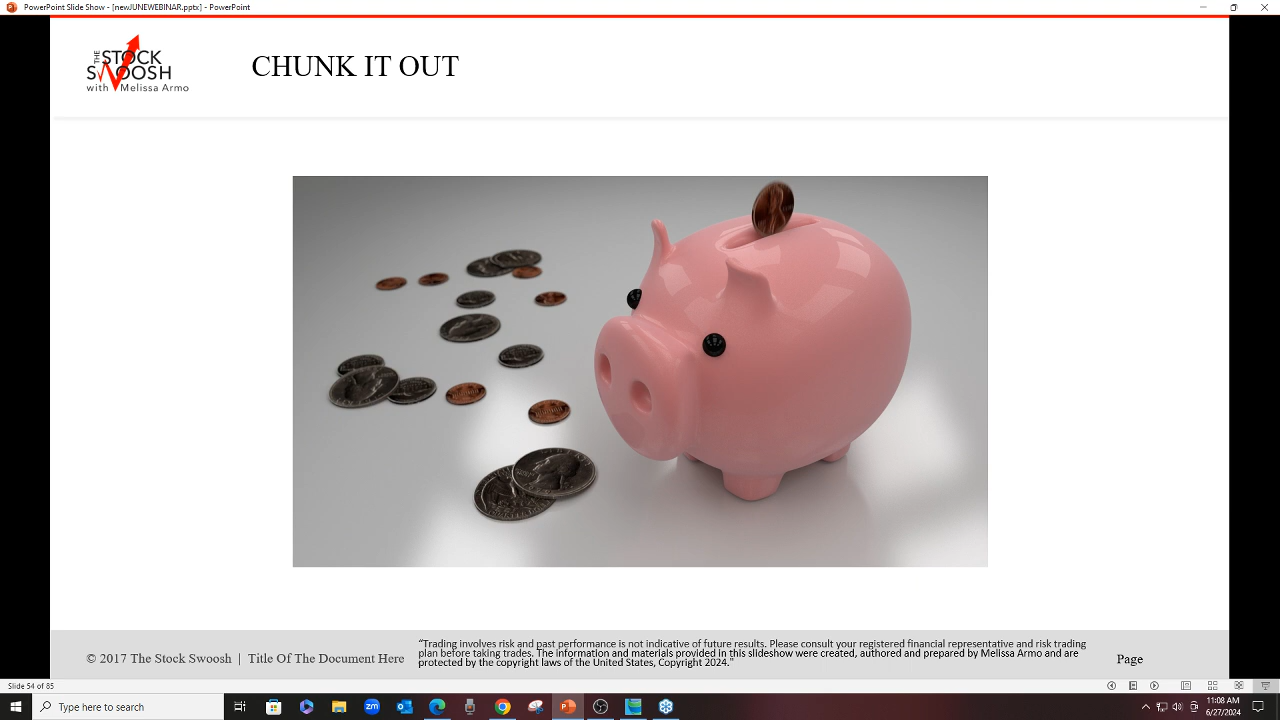 PowerPoint Slide Show - [newJUNEWEBINAR.pptx] - PowerPoint
THE STOCK
SWOOSH
with Melissa Armo
CHUNK IT OUT
© 2017 The Stock Swoosh | Title Of The Document Here
"Trading involves risk and past performance is not indicative of future results. Please consult your registered financial representative and risk trading
plan before taking trades. The information and materials provided in this slideshow were created, authored and prepared by Melissa Armo and are
protected by the copyright laws of the United States, Copyright 2024."
Page
Slide 54 of 85
Type here to search
zm
11:08 AM
6/27/2024